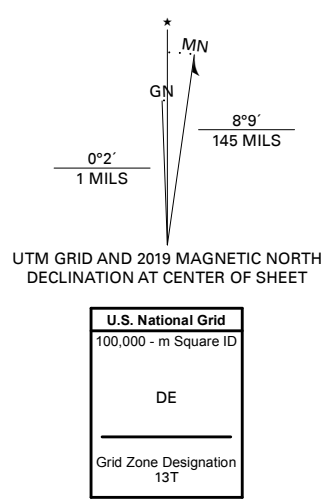 ★
MN
GN
8°9´
145 MILS
0°2´
1 MILS
UTM GRID AND 2019 MAGNETIC NORTH
DECLINATION AT CENTER OF SHEET
U.S. National Grid
100,000 - m Square ID
DE
Grid Zone Designation
13T